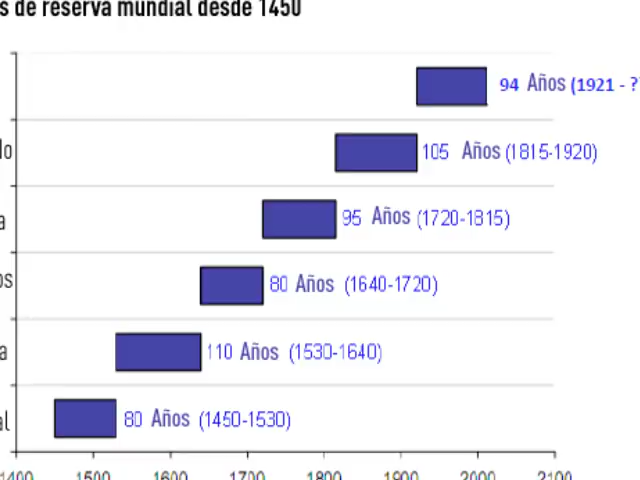 s de reserva mundial desde 1450
94 Años (1921 - ?
lo 105 Años (1815-1920)
a 95 Años (1720-1815)
os 80 Años (1640-1720)
a 110 Años (1530-1640)
al 80 Años (1450-1530)
1400 1500 1600 1700 1800 1900 2000 2100